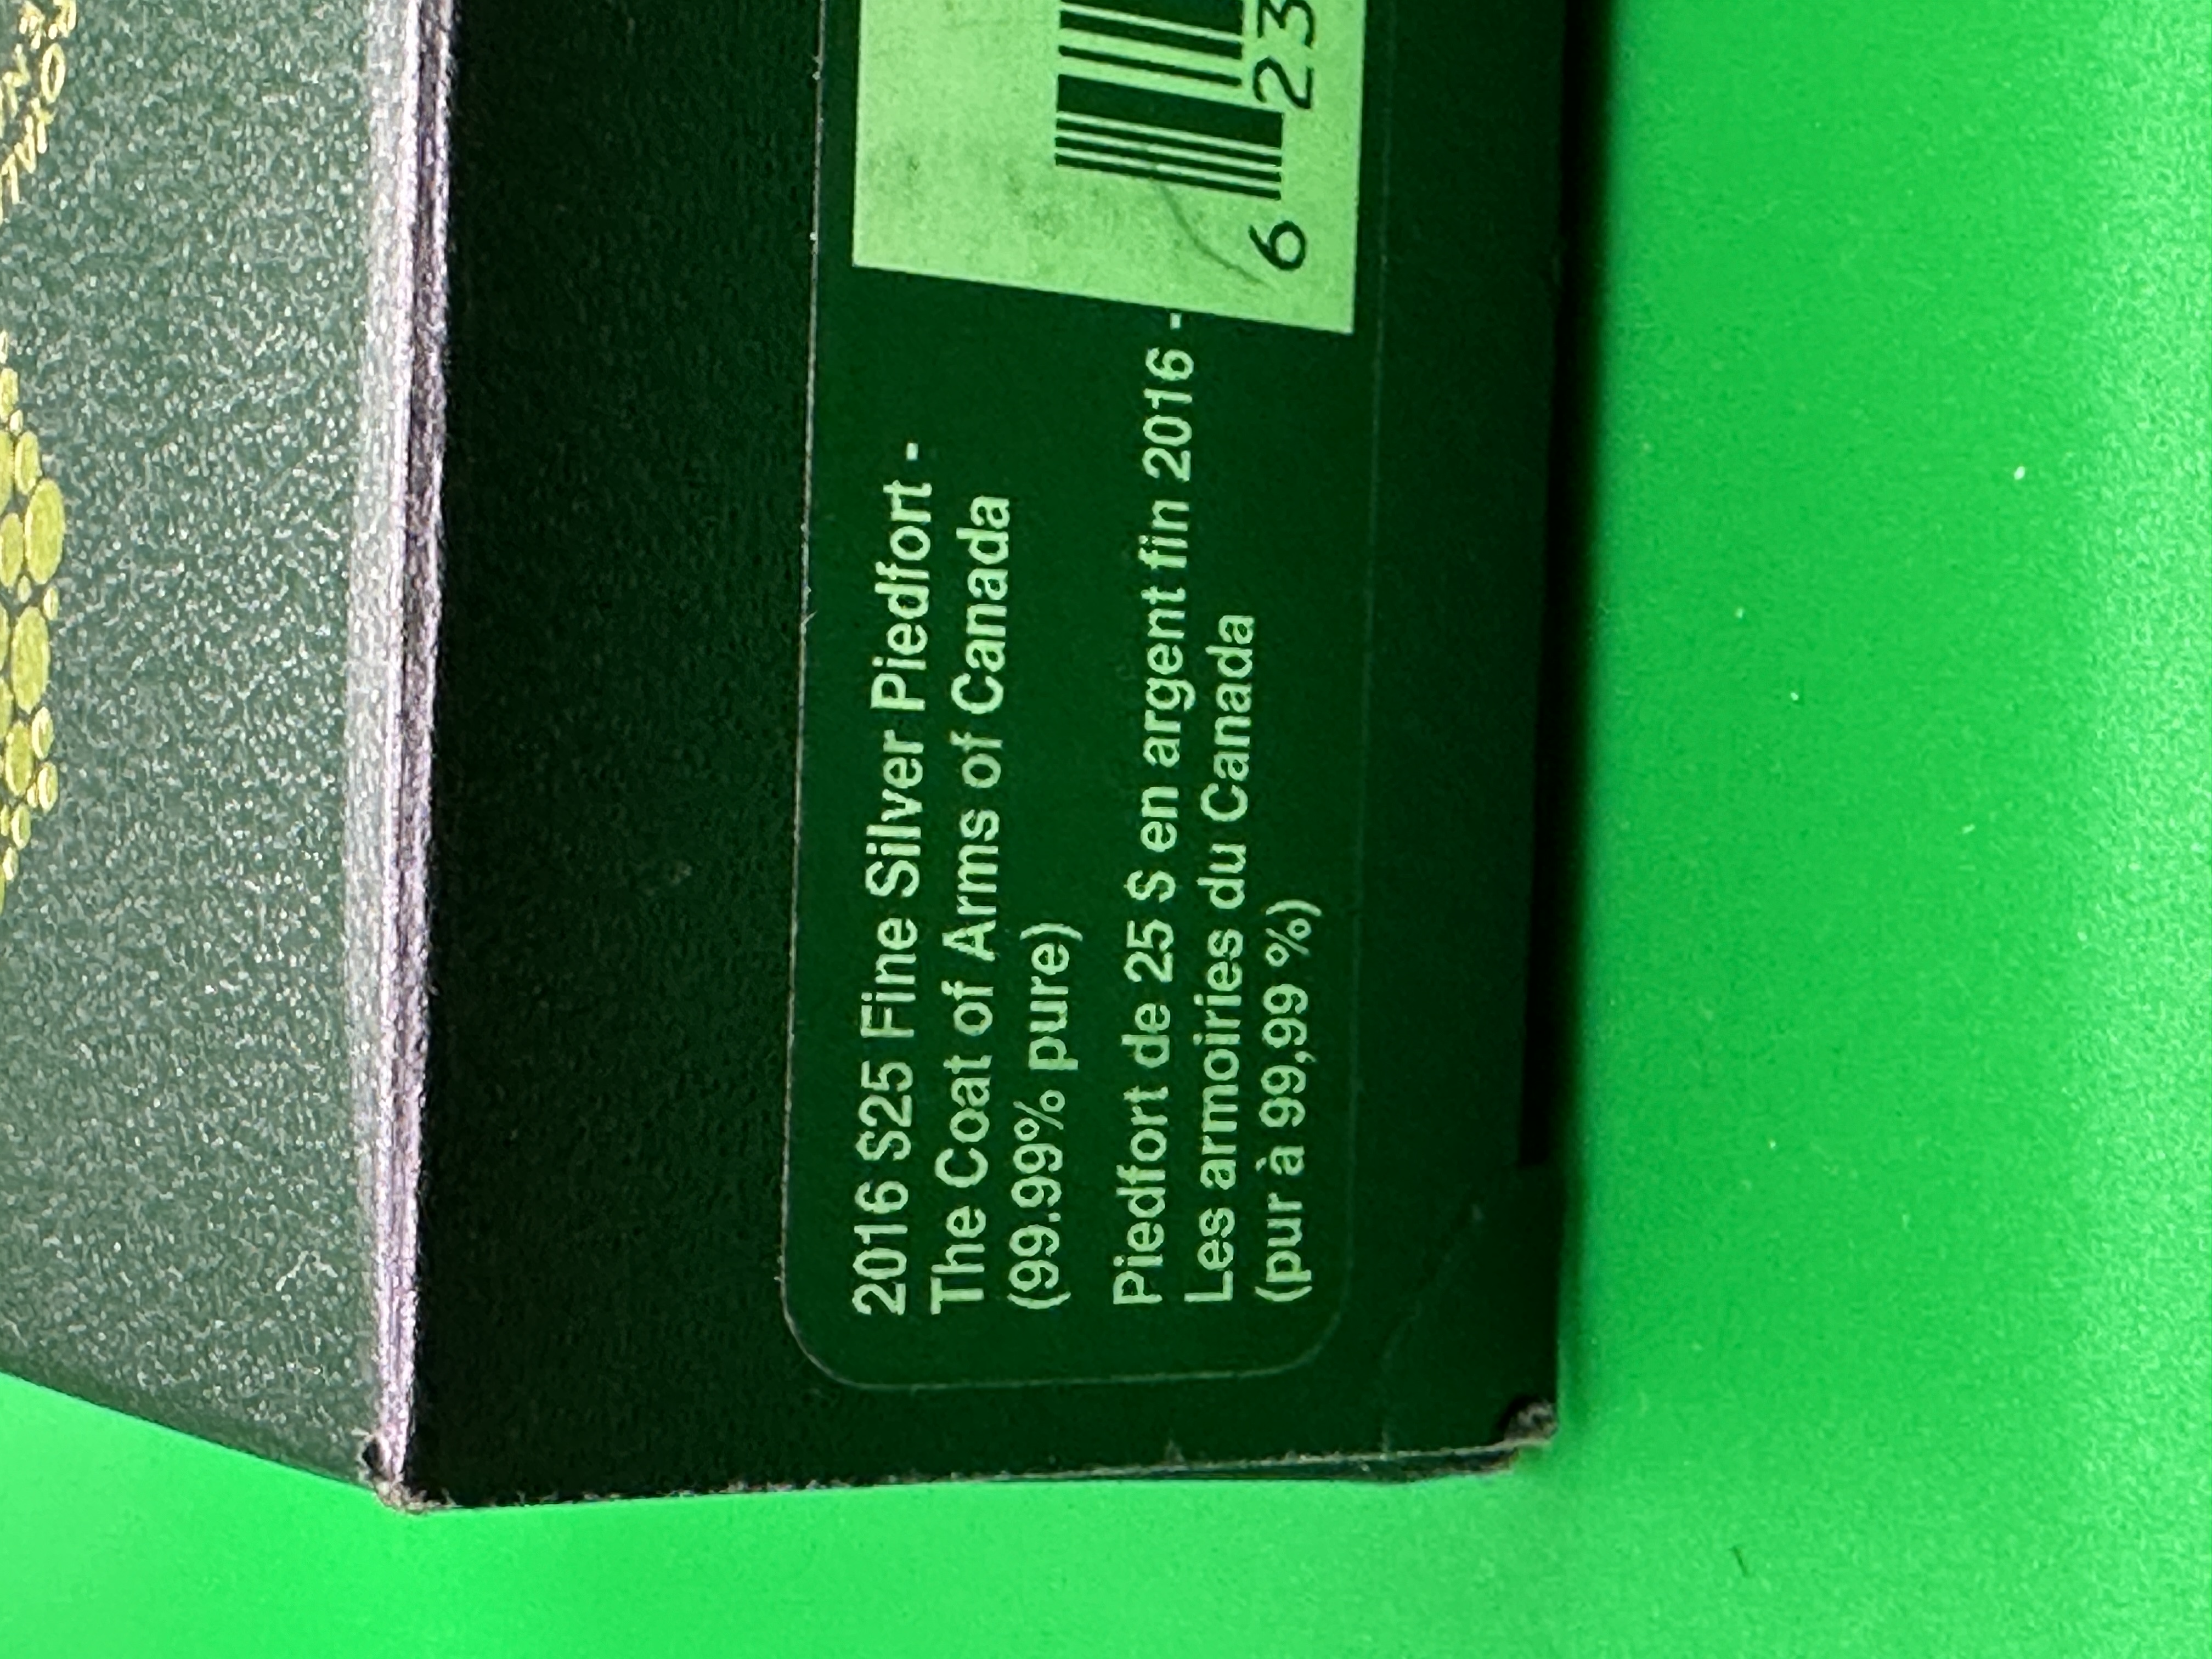 2016 $25 Fine Silver Piedfort -
The Coat of Arms of Canada
(99.99% pure)
Piedfort de 25 $ en argent fin 2016 -
Les armoiries du Canada
(pur à 99,99 %)
6 23